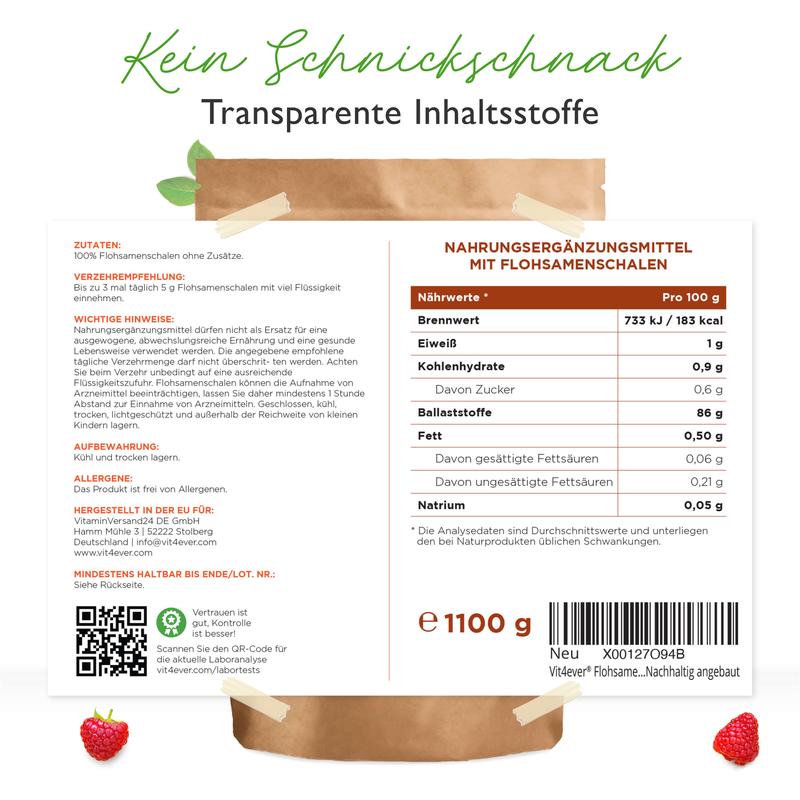 Kein Schnickschnack
Transparente Inhaltsstoffe
ZUTATEN:
100% Flohsamenschalen ohne Zusätze.
VERZEHREMPFEHLUNG:
Bis zu 3 mal täglich 5 g Flohsamenschalen mit viel Flüssigkeit
einnehmen.
WICHTIGE HINWEISE:
Nahrungsergänzungsmittel dürfen nicht als Ersatz für eine
ausgewogene, abwechslungsreiche Ernährung und eine gesunde
Lebensweise verwendet werden. Die angegebene empfohlene
tägliche Verzehrmenge darf nicht überschrit- ten werden. Achten
Sie beim Verzehr unbedingt auf eine ausreichende
Flüssigkeitszufuhr. Flohsamenschalen können die Aufnahme von
Arzneimittel beeinträchtigen, lassen Sie daher mindestens 1 Stunde
Abstand zur Einnahme von Arzneimitteln. Geschlossen, kühl,
trocken, lichtgeschützt und außerhalb der Reichweite von kleinen
Kindern lagern.
AUFBEWAHRUNG:
Kühl und trocken lagern.
ALLERGENE:
Das Produkt ist frei von Allergenen.
HERGESTELLT IN DER EU FÜR:
VitaminVersand24 DE GmbH
Hamm Mühle 3 | 52222 Stolberg
Deutschland | info@vit4ever.com
www.vit4ever.com
MINDESTENS HALTBAR BIS ENDE/LOT. NR.:
Siehe Rückseite.
Vertrauen ist
gut, Kontrolle
ist besser!
Scannen Sie den QR-Code für
die aktuelle Laboranalyse
vit4ever.com/labortests
NAHRUNGSERGÄNZUNGSMITTEL
MIT FLOHSAMENSCHALEN
Nährwerte * Pro 100 g
Brennwert 733 kJ / 183 kcal
Eiweiß 1 g
Kohlenhydrate 0,9 g
Davon Zucker 0,6 g
Ballaststoffe 86 g
Fett 0,50 g
Davon gesättigte Fettsäuren 0,06 g
Davon ungesättigte Fettsäuren 0,21 g
Natrium 0,05 g
* Die Analysedaten sind Durchschnittswerte und unterliegen
den bei Naturprodukten üblichen Schwankungen.
℮ 1100 g
Neu X00127O94B
Vit4ever® Flohsame...Nachhaltig angebaut